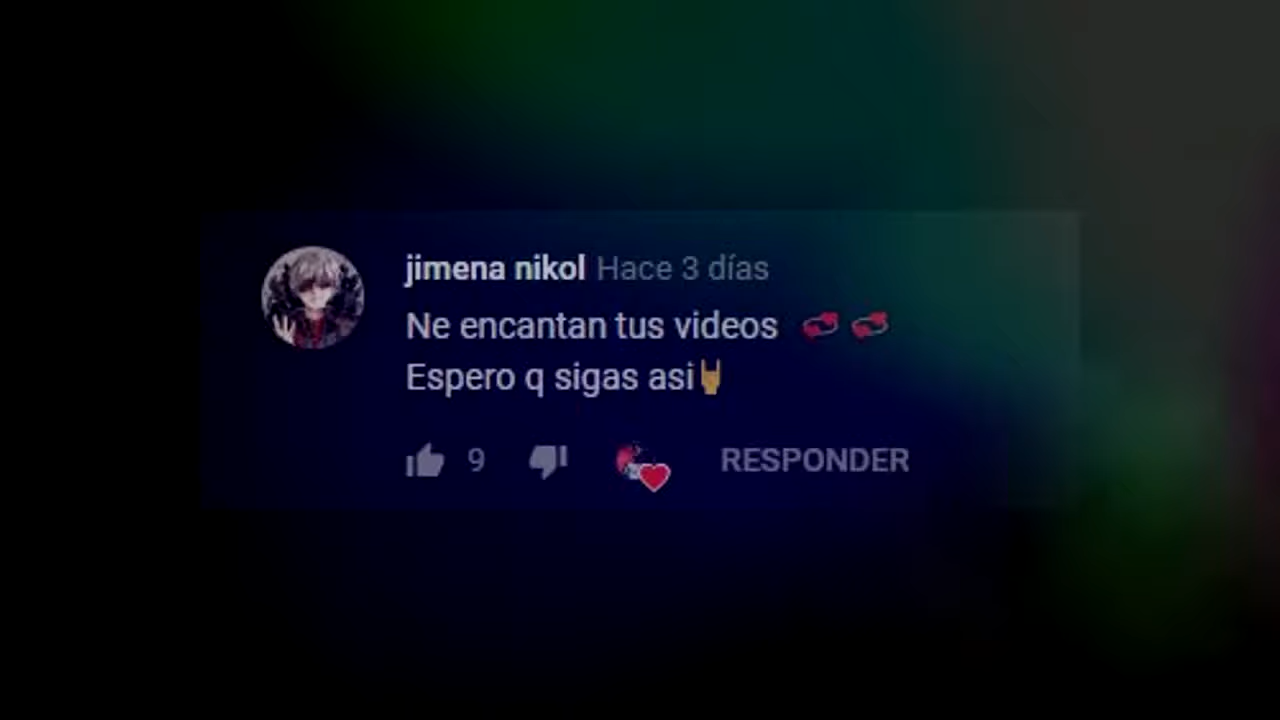 jimena nikol Hace 3 días
Ne encantan tus videos 💞 💞
Espero q sigas asi🤘
9 RESPONDER